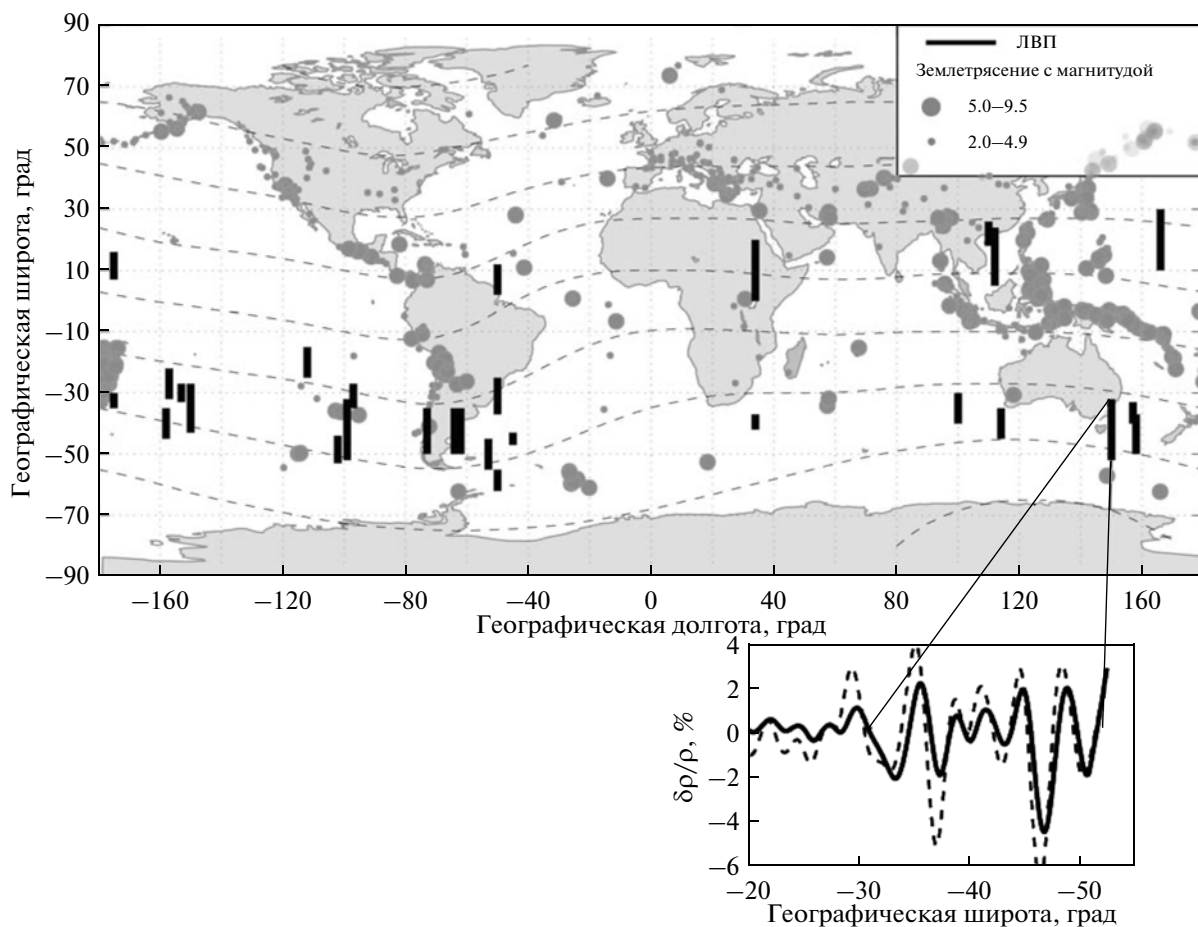 90
70
50
30
10
−10
−30
−50
−70
−90
Географическая широта, град
ЛВП
Землетрясение с магнитудой
5.0−9.5
2.0−4.9
−160 −120 −80 −40 0 40 80 120 160
Географическая долгота, град
4
2
0
−2
−4
−6
δρ/ρ, %
−20 −30 −40 −50
Географическая широта, град